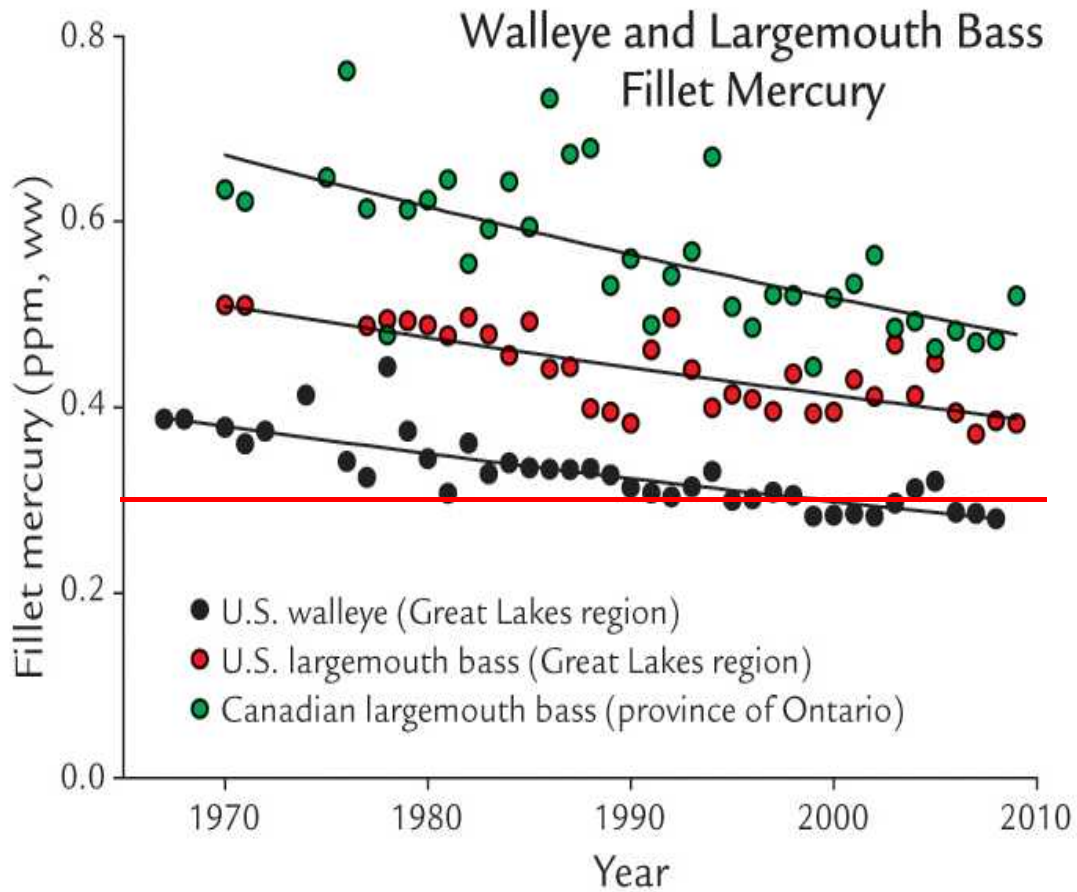 Walleye and Largemouth Bass
Fillet Mercury
Fillet mercury (ppm, ww)
0.8
0.6
0.4
0.2
0.0
U.S. walleye (Great Lakes region)
U.S. largemouth bass (Great Lakes region)
Canadian largemouth bass (province of Ontario)
1970 1980 1990 2000 2010
Year